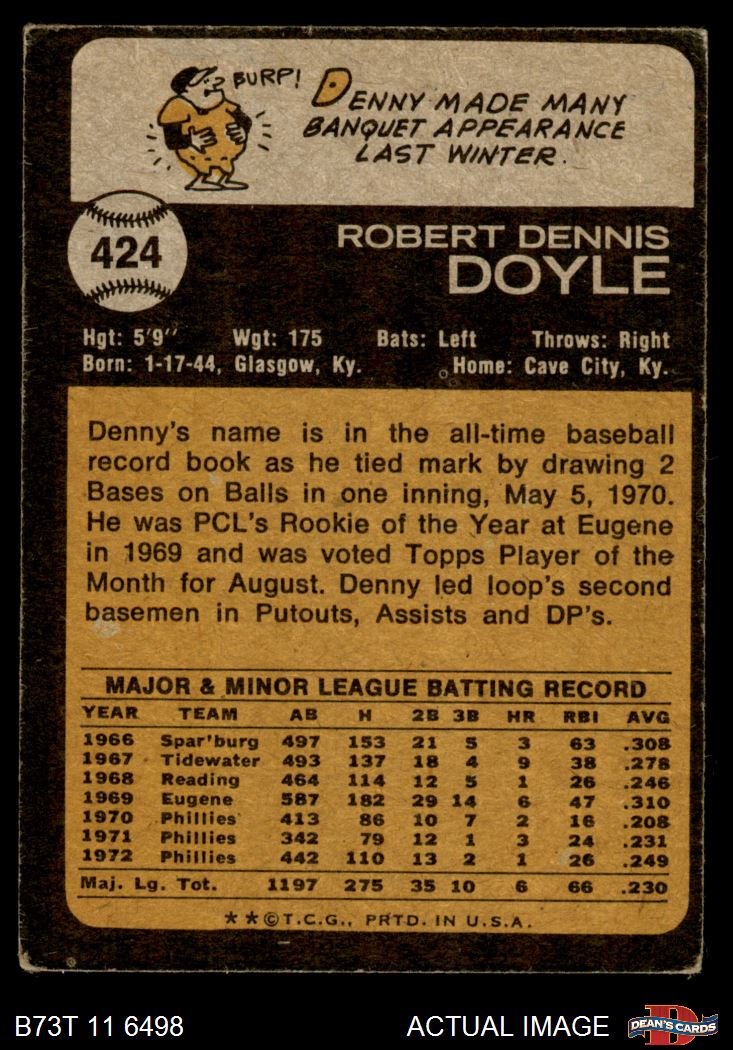 BURP!
DENNY MADE MANY
BANQUET APPEARANCE
LAST WINTER.
424
ROBERT DENNIS
DOYLE
Hgt: 5'9" Wgt: 175 Bats: Left Throws: Right
Born: 1-17-44, Glasgow, Ky. Home: Cave City, Ky.
Denny's name is in the all-time baseball
record book as he tied mark by drawing 2
Bases on Balls in one inning, May 5, 1970.
He was PCL's Rookie of the Year at Eugene
in 1969 and was voted Topps Player of the
Month for August. Denny led loop's second
basemen in Putouts, Assists and DP's.
MAJOR & MINOR LEAGUE BATTING RECORD
YEAR TEAM AB H 2B 3B HR RBI AVG
1966 Spar'burg 497 153 21 5 3 63 .308
1967 Tidewater 493 137 18 4 9 38 .278
1968 Reading 464 114 12 5 1 26 .246
1969 Eugene 587 182 29 14 6 47 .310
1970 Phillies 413 86 10 7 2 16 .208
1971 Phillies 342 79 12 1 3 24 .231
1972 Phillies 442 110 13 2 1 26 .249
Maj. Lg. Tot. 1197 275 35 10 6 66 .230
**©T.C.G., PRTD. IN U.S.A.
B73T 11 6498 ACTUAL IMAGE D DEAN'S CARDS